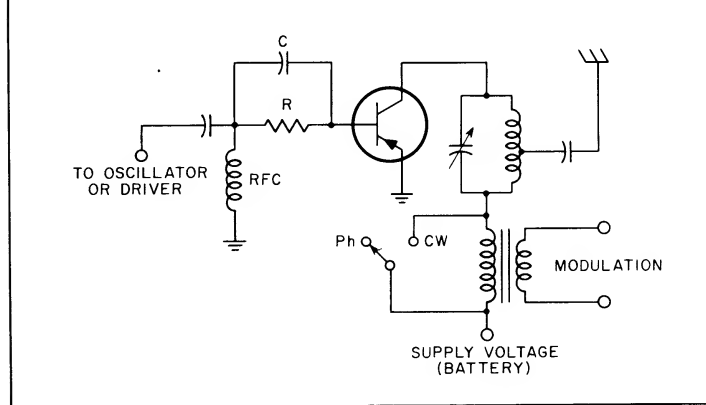 C
R
TO OSCILLATOR
OR DRIVER
RFC
Ph
CW
MODULATION
SUPPLY VOLTAGE
(BATTERY)